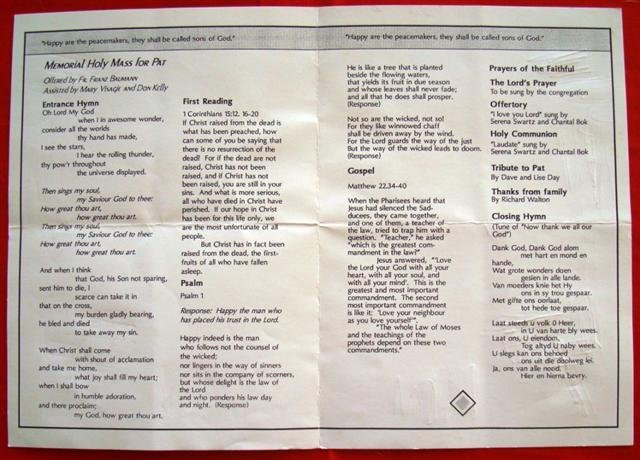 "Happy are the peacemakers, they shall be called sons of God."
MEMORIAL HOLY MASS FOR PAT
Offered by Fr. Franz Balmann
Assisted by Mary Visage and Don Kelly
Entrance Hymn
Oh Lord My God
when I in awesome wonder,
consider all the worlds
thy hand has made,
I see the stars,
I hear the rolling thunder,
thy pow'r throughout
the universe displayed.
Then sings my soul,
my Saviour God to thee:
How great thou art,
how great thou art.
Then sings my soul,
my Saviour God to thee:
How great thou art,
how great thou art.
And when I think
that God, his Son not sparing,
sent him to die, I
scarce can take it in
that on the cross,
my burden gladly bearing,
he bled and died
to take away my sin.
When Christ shall come
with shout of acclamation
and take me home,
what joy shall fill my heart;
when I shall bow
in humble adoration,
and there proclaim;
my God, how great thou art.
First Reading
1 Corinthians 15:12. 16-20
If Christ raised from the dead is
what has been preached, how
can some of you be saying that
there is no resurrection of the
dead? For if the dead are not
raised, Christ has not been
raised, and if Christ has not
been raised, you are still in your
sins. And what is more serious,
all who have died in Christ have
perished. If our hope in Christ
has been for this life only, we
are the most unfortunate of all
people.
But Christ has in fact been
raised from the dead, the first-
fruits of all who have fallen
asleep.
Psalm
Psalm 1
Response: Happy the man who
has placed his trust in the Lord.
Happy indeed is the man
who follows not the counsel of
the wicked;
nor lingers in the way of sinners
nor sits in the company of scorners,
but whose delight is the law of
the Lord
and who ponders his law day
and night. (Response)
"Happy are the peacemakers, they shall be called sons of God."
He is like a tree that is planted
beside the flowing waters,
that yields its fruit in due season
and whose leaves shall never fade;
and all that he does shall prosper.
(Response)
Not so are the wicked, not so!
For they like winnowed chaff
shall be driven away by the wind.
For the Lord guards the way of the just
But the way of the wicked leads to doom.
(Response)
Gospel
Matthew 22.34-40
When the Pharisees heard that
Jesus had silenced the Sad-
duces, they came together,
and one of them, a teacher of
the law, tried to trap him with a
question. "Teacher," he asked
"which is the greatest com-
mandment in the law?"
Jesus answered, "'Love
the Lord your God with all your
heart, with all your soul, and
with all your mind'. This is the
greatest and most important
commandment. The second
most important commandment
is like it: 'Love your neighbour
as you love yourself'".
"The whole Law of Moses
and the teachings of the
prophets depend on these two
commandments."
Prayers of the Faithful
The Lord's Prayer
To be sung by the congregation
Offertory
"I love you Lord" sung by
Serena Swartz and Chantal Bok
Holy Communion
"Laudate" sung by
Serena Swartz and Chantal Bok
Tribute to Pat
By Dave and Lise Day
Thanks from family
By Richard Walton
Closing Hymn
(Tune of "Now thank we all our
God")
Dank God, Dank God alom
met hart en mond en
hande,
Wat grote wonders doen
gesien in alle lande.
Van moeders knie het Hy
ons in sy trou gespaar.
Met gifte ons oorlaat,
tot hede toe gespaar.
Laat steeds U volk O Heer,
in U van harte bly wees.
Laat ons, U eiendom,
Tog altyd U naby wees.
U slegs kan ons behoed
ons uit die doolweg lei.
Ja, ons van alle nood.
Hier en hierna bevry.